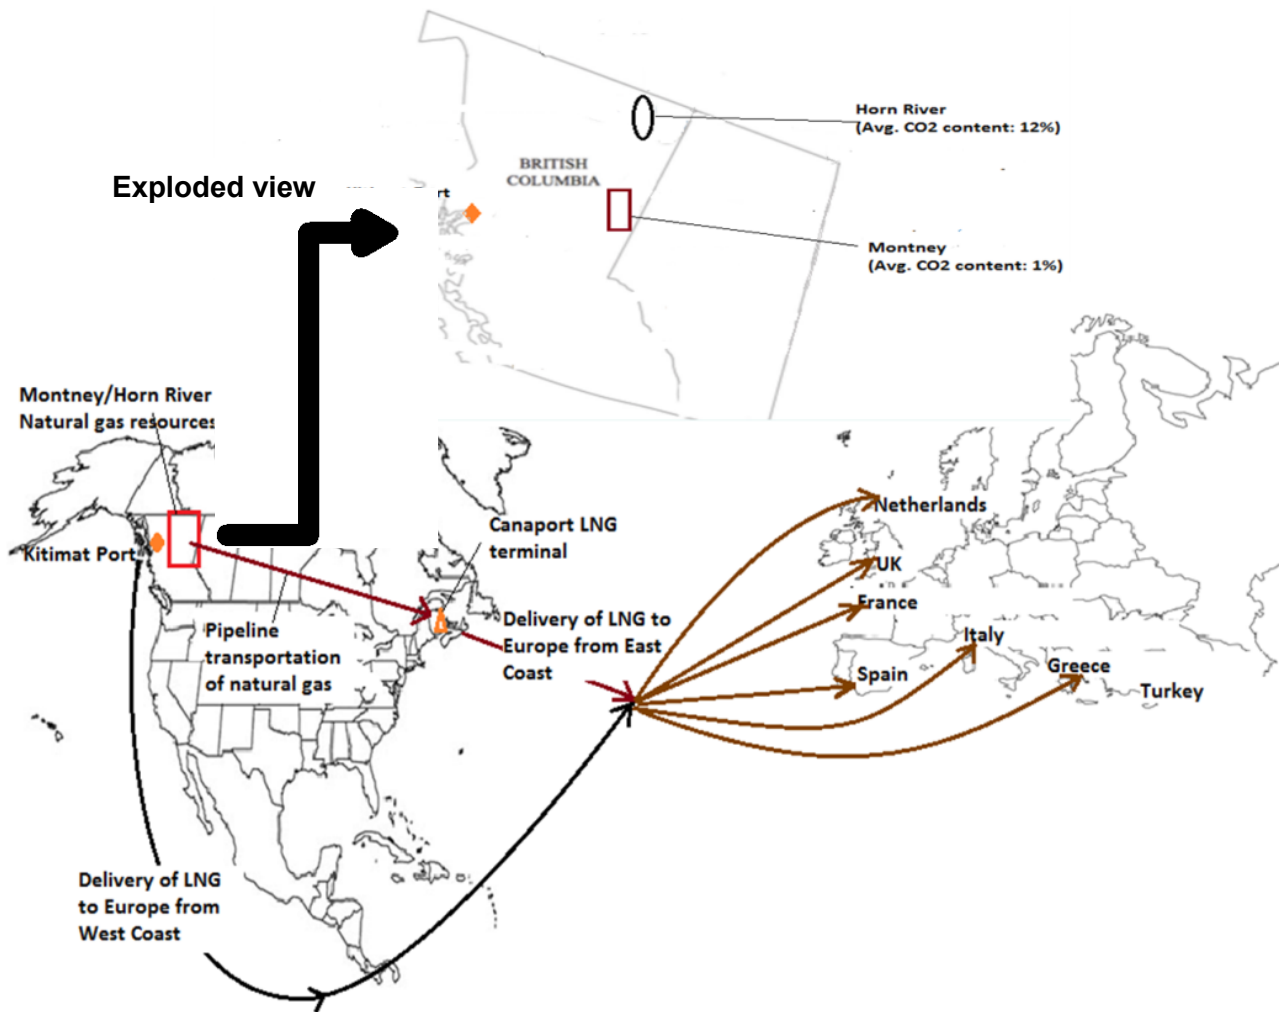 Horn River
(Avg. CO2 content: 12%)
BRITISH
COLUMBIA
Exploded view
rt
Montney
(Avg. CO2 content: 1%)
Montney/Horn River
Natural gas resources
Canaport LNG
terminal
Kitimat Port
Netherlands
UK
France
Delivery of LNG to
Europe from East
Coast
Pipeline
transportation
of natural gas
Italy
Greece
Spain
Turkey
Delivery of LNG
to Europe from
West Coast